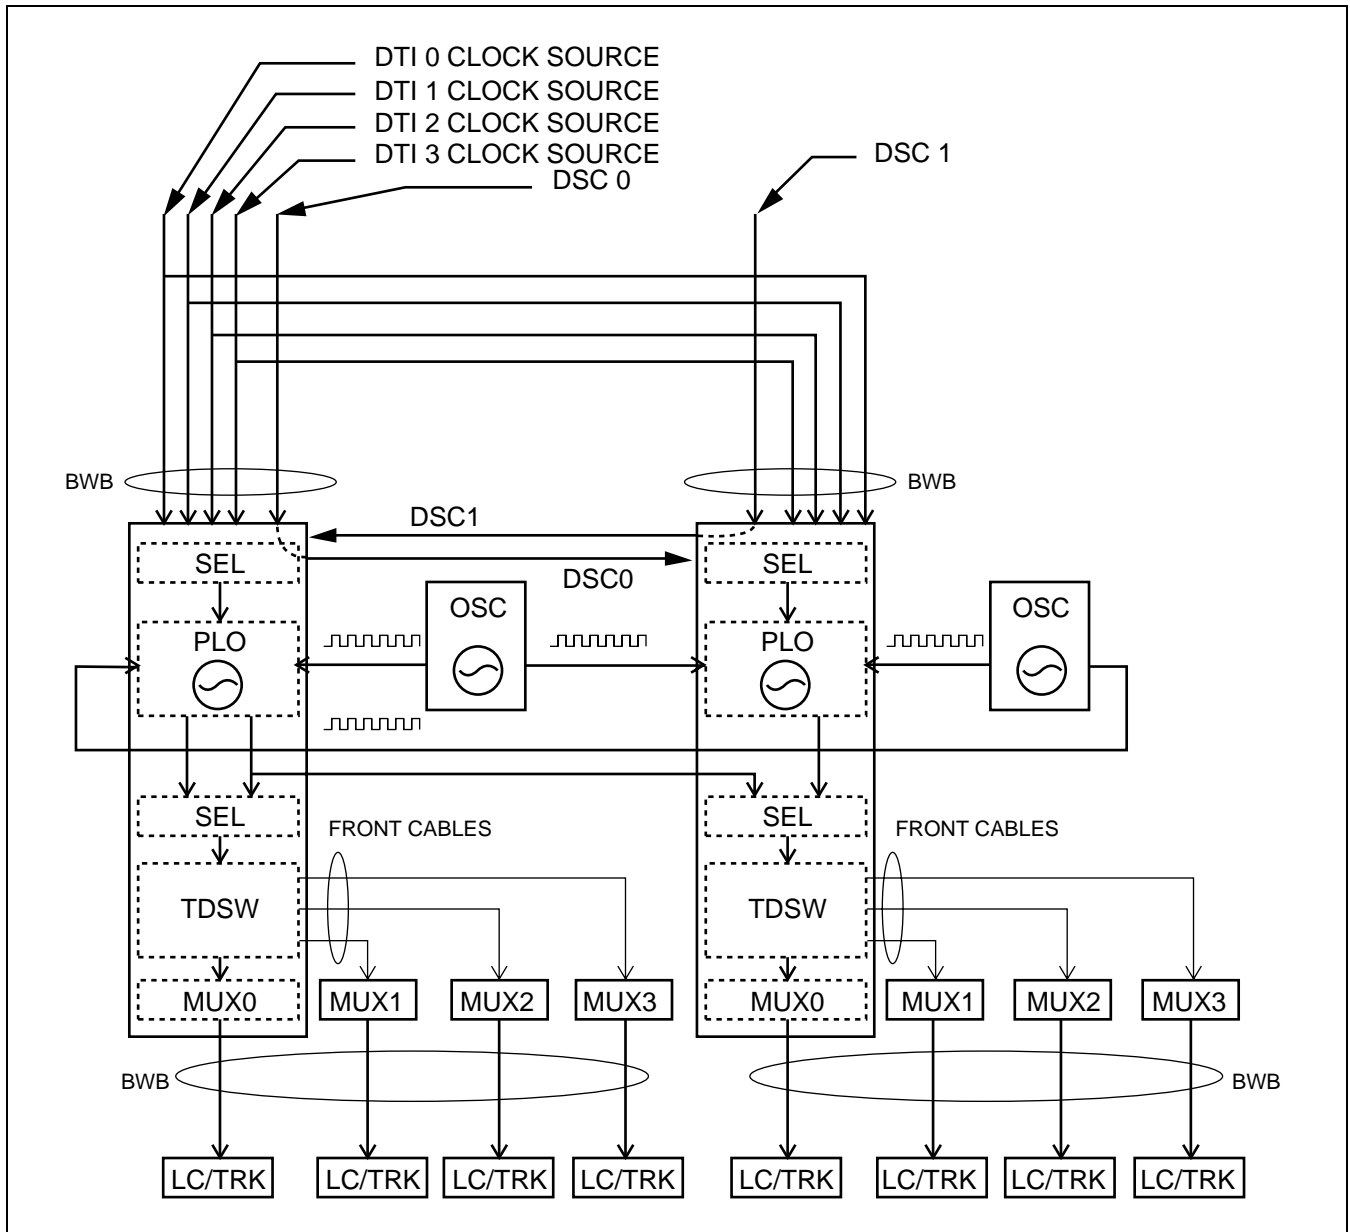 DTI 0 CLOCK SOURCE
DTI 1 CLOCK SOURCE
DTI 2 CLOCK SOURCE
DTI 3 CLOCK SOURCE
DSC 0
DSC 1
BWB
BWB
DSC1
DSC0
SEL
SEL
OSC
OSC
PLO
PLO
SEL
SEL
FRONT CABLES
FRONT CABLES
TDSW
TDSW
MUX0
MUX1
MUX2
MUX3
MUX0
MUX1
MUX2
MUX3
BWB
BWB
LC/TRK
LC/TRK
LC/TRK
LC/TRK
LC/TRK
LC/TRK
LC/TRK
LC/TRK